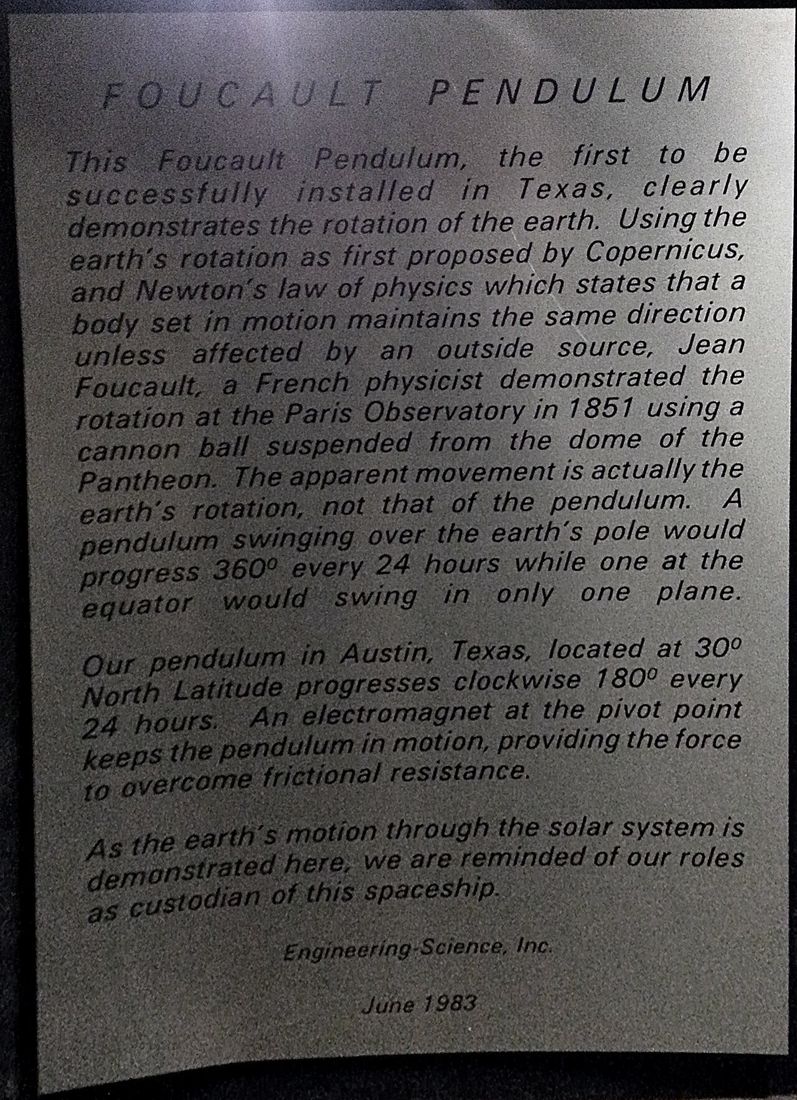 FOUCAULT PENDULUM
This Foucault Pendulum, the first to be
successfully installed in Texas, clearly
demonstrates the rotation of the earth. Using the
earth's rotation as first proposed by Copernicus,
and Newton's law of physics which states that a
body set in motion maintains the same direction
unless affected by an outside source, Jean
Foucault, a French physicist demonstrated the
rotation at the Paris Observatory in 1851 using a
cannon ball suspended from the dome of the
Pantheon. The apparent movement is actually the
earth's rotation, not that of the pendulum. A
pendulum swinging over the earth's pole would
progress 360º every 24 hours while one at the
equator would swing in only one plane.
Our pendulum in Austin, Texas, located at 30º
North Latitude progresses clockwise 180º every
24 hours. An electromagnet at the pivot point
keeps the pendulum in motion, providing the force
to overcome frictional resistance.
As the earth's motion through the solar system is
demonstrated here, we are reminded of our roles
as custodian of this spaceship.
Engineering-Science, Inc.
June 1983